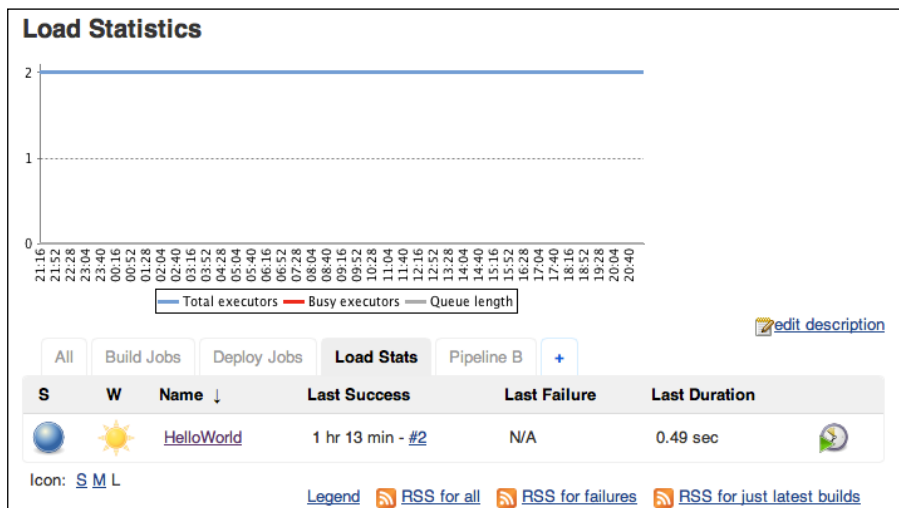 Load Statistics
2
1
0
21:16 21:52 22:28 23:04 23:40 00:16 00:52 01:28 02:04 02:40 03:16 03:52 04:28 05:04 05:40 06:16 06:52 07:28 08:04 08:40 09:16 09:52 10:28 11:04 11:40 12:16 12:52 13:28 14:04 14:40 15:16 15:52 16:28 17:04 17:40 18:16 18:52 19:28 20:04 20:40
Total executors Busy executors Queue length
edit description
All Build Jobs Deploy Jobs Load Stats Pipeline B +
S W Name ↓ Last Success Last Failure Last Duration
HelloWorld 1 hr 13 min - #2 N/A 0.49 sec
Icon: S M L
Legend RSS for all RSS for failures RSS for just latest builds